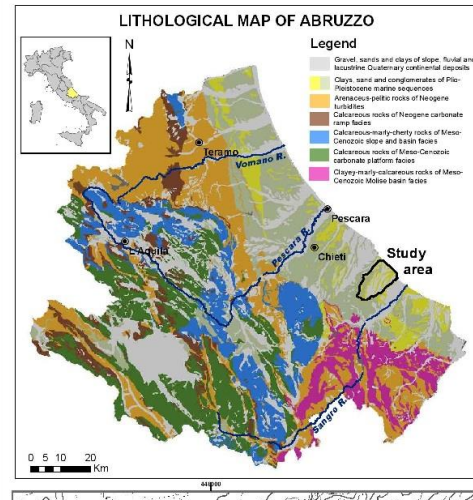 LITHOLOGICAL MAP OF ABRUZZO
N
Legend
Gravel, sands and clays of slope, fluvial and
lacustrine Quaternary continental deposits
Clays, sand and conglomerates of Plio-
Pleistocene marine sequences
Arenaceus-pelitic rocks of Neogene
turbidites
Calcareous rocks of Neogene carbonate
ramp facies
Calcareous-marly-cherty rocks of Meso-
Cenozoic slope and basin facies
Calcareous rocks of Meso-Cenozoic
carbonate platform facies
Clayey-marly-calcareous rocks of
Meso-Cenozoic Molise basin facies
Teramo
Vomano R.
Pescara
Pescara R.
Chieti
L'Aquila
Study
area
Sangro R.
0 5 10 20
Km